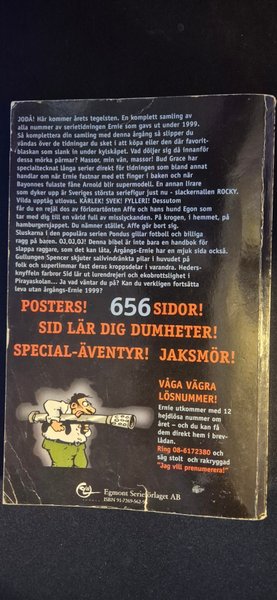 JODÅ! Här kommer årets tegelsten. En komplett samling av
alla nummer av serietidningen Ernie som gavs ut under 1999.
Så komplettera din samling med denna årgång så slipper du
våndas över de tidningar du sket i att köpa eller den där favorit-
blaskan som slank in under kylskåpet. Vad döljer sig då innanför
dessa mörka pärmar? Massor, min vän, massor! Bud Grace har
specialtecknat långa serier direkt för tidningen som bland annat
handlar om när Ernie fastnar med ett finger i baken och när
Bayonnes fulaste fåne Arnold blir supermodell. En annan lirare
som dyker upp är Sveriges största seriefigur just nu - slackernallen ROCKY.
Vilda upptåg utlovas. KÄRLEK! SVEK! FYLLERI! Dessutom
får du en rejäl dos av förlorartönten Affe och hans hund Egon som
tar med dig till en värld full av misslyckanden. På krogen, i hemmet, på
hamburgersjappet. Du nämner stället, Affe gör bort sig.
Sluskarna i den populära serien Pondus gillar fotboll och billiga
ragg på baren. OJ,OJ,OJ! Denna bibel är inte bara en handbok för
slappa raggare, som det kan låta, Årgångs-Ernie har en mjuk sida också.
Gullungen Spencer skjuter salivindränkta pilar i huvudet på
folk och superlimmar fast deras kroppsdelar i varandra. Heders-
knyffeln farbror Sid lär ut lurendrejeri och ekobrottslighet i
Pirayaskolan... Ja vad väntar du på? Kan du verkligen fortsätta
leva utan årgångs-Ernie 1999?
POSTERS! 656 SIDOR!
SID LÄR DIG DUMHETER!
SPECIAL-ÄVENTYR! JAKSMÖR!
VÅGA VÄGRA
LÖSNUMMER!
Ernie utkommer med 12
hejdlösa nummer om
året - och du kan få
dem direkt hem i brev-
lådan.
Ring 08-6172380 och
säg stolt och rakryggad
"Jag vill prenumerera!"
Egmont Serieförlaget AB